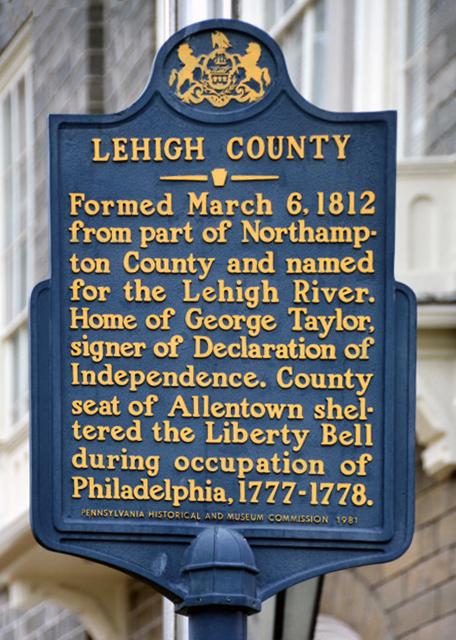 LEHIGH COUNTY
Formed March 6, 1812
from part of Northamp-
ton County and named
for the Lehigh River.
Home of George Taylor,
signer of Declaration of
Independence. County
seat of Allentown shel-
tered the Liberty Bell
during occupation of
Philadelphia, 1777-1778.
PENNSYLVANIA HISTORICAL AND MUSEUM COMMISSION 1981